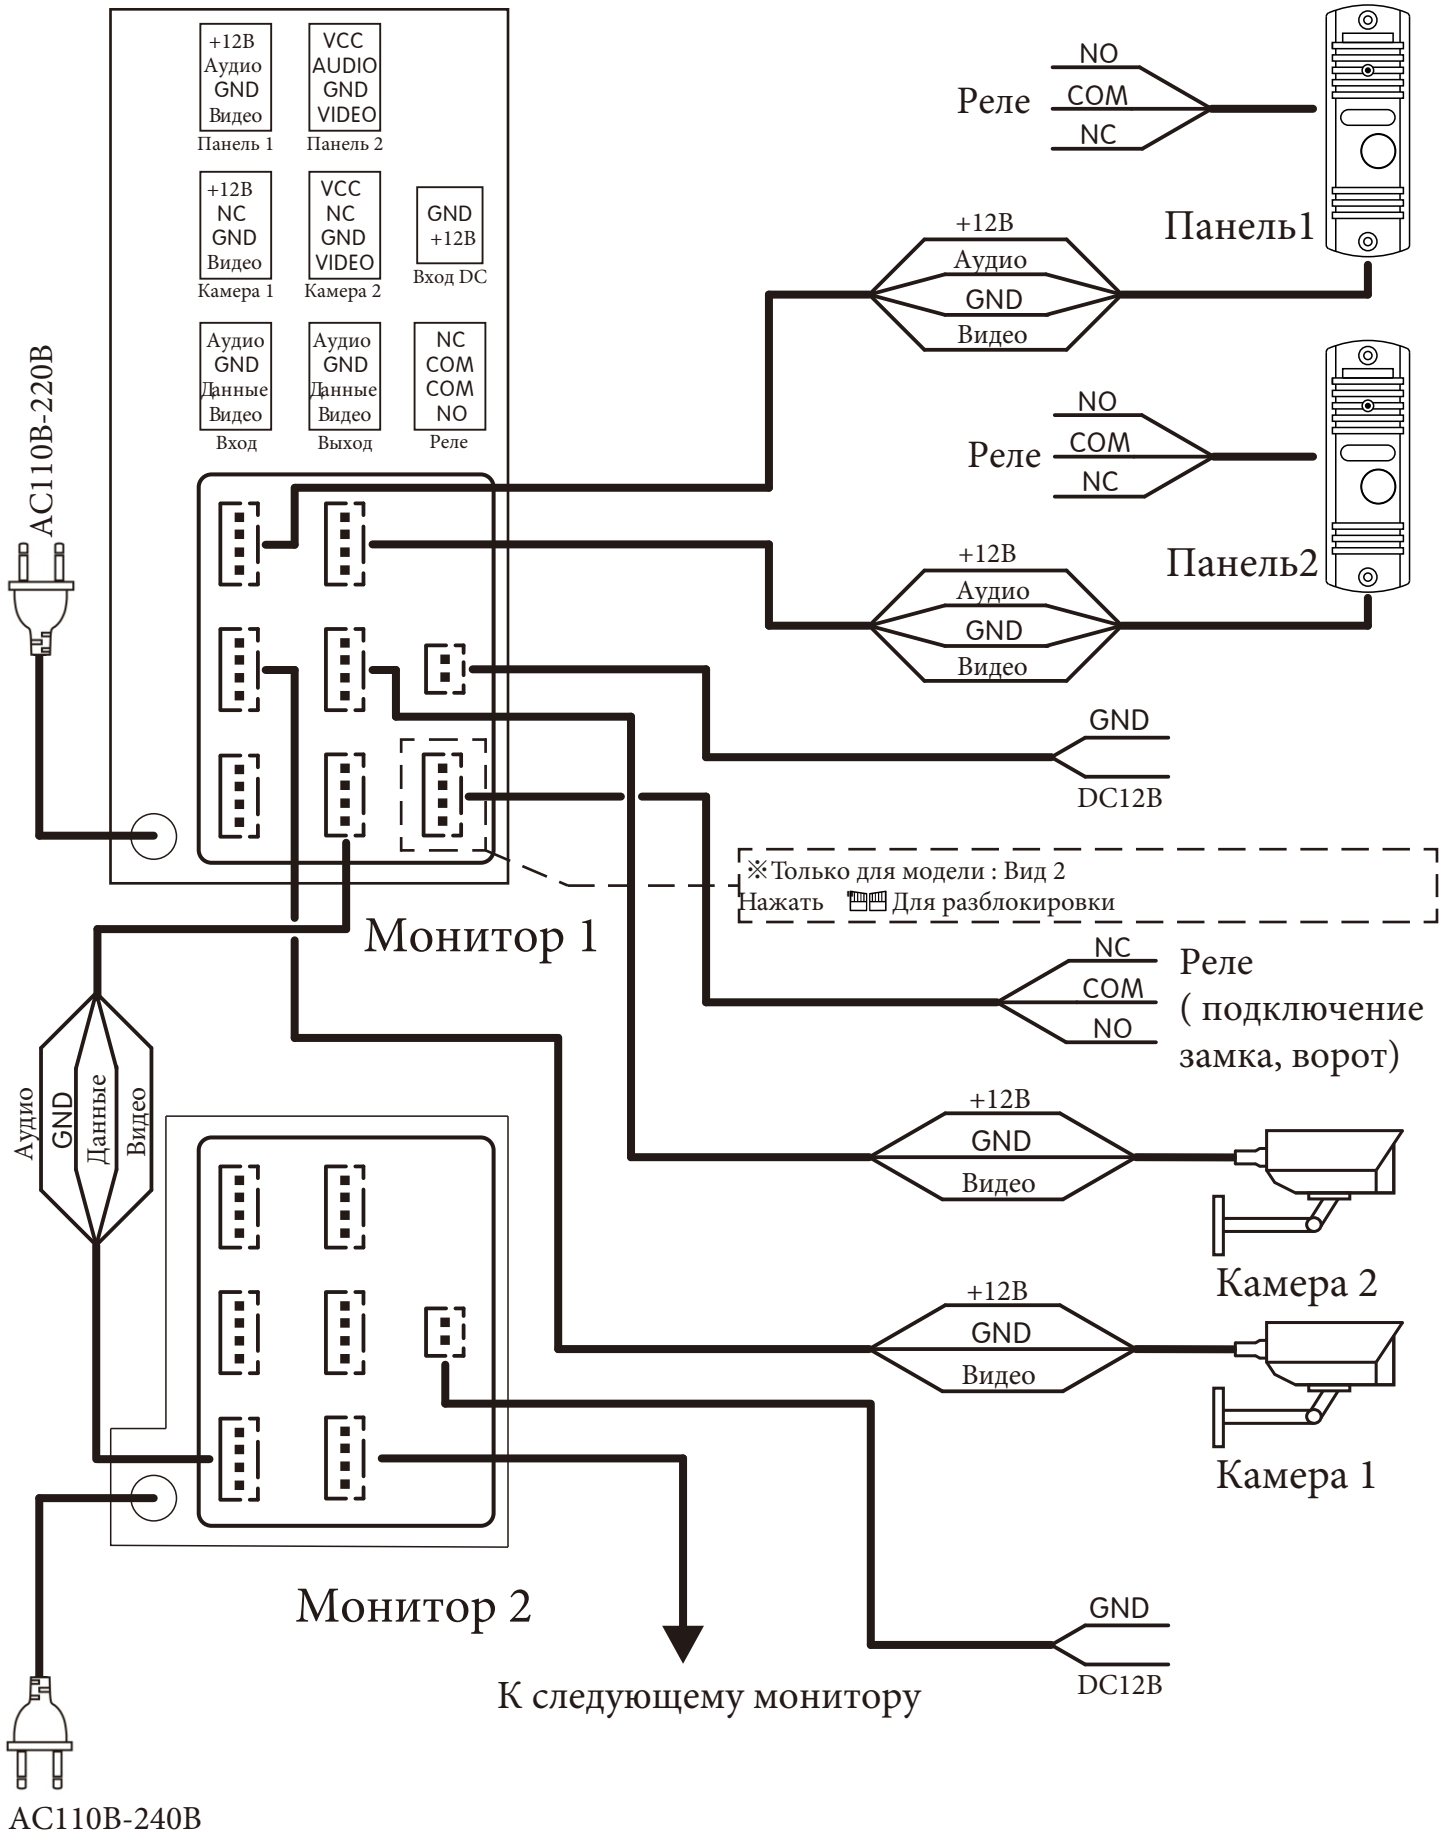 +12В
Аудио
GND
Видео
Панель 1
VCC
AUDIO
GND
VIDEO
Панель 2
+12В
NC
GND
Видео
Камера 1
VCC
NC
GND
VIDEO
Камера 2
GND
+12В
Вход DC
Аудио
GND
Данные
Видео
Вход
Аудио
GND
Данные
Видео
Выход
NC
COM
COM
NO
Реле
AC110В-220В
Реле
NO
COM
NC
Панель1
+12В
Аудио
GND
Видео
Реле
NO
COM
NC
Панель2
+12В
Аудио
GND
Видео
GND
DC12В
※Только для модели : Вид 2
Нажать Для разблокировки
Монитор 1
NC
COM
NO
Реле
( подключение
замка, ворот)
Аудио
GND
Данные
Видео
+12В
GND
Видео
Камера 2
+12В
GND
Видео
Камера 1
Монитор 2
GND
DC12В
К следующему монитору
AC110В-240В